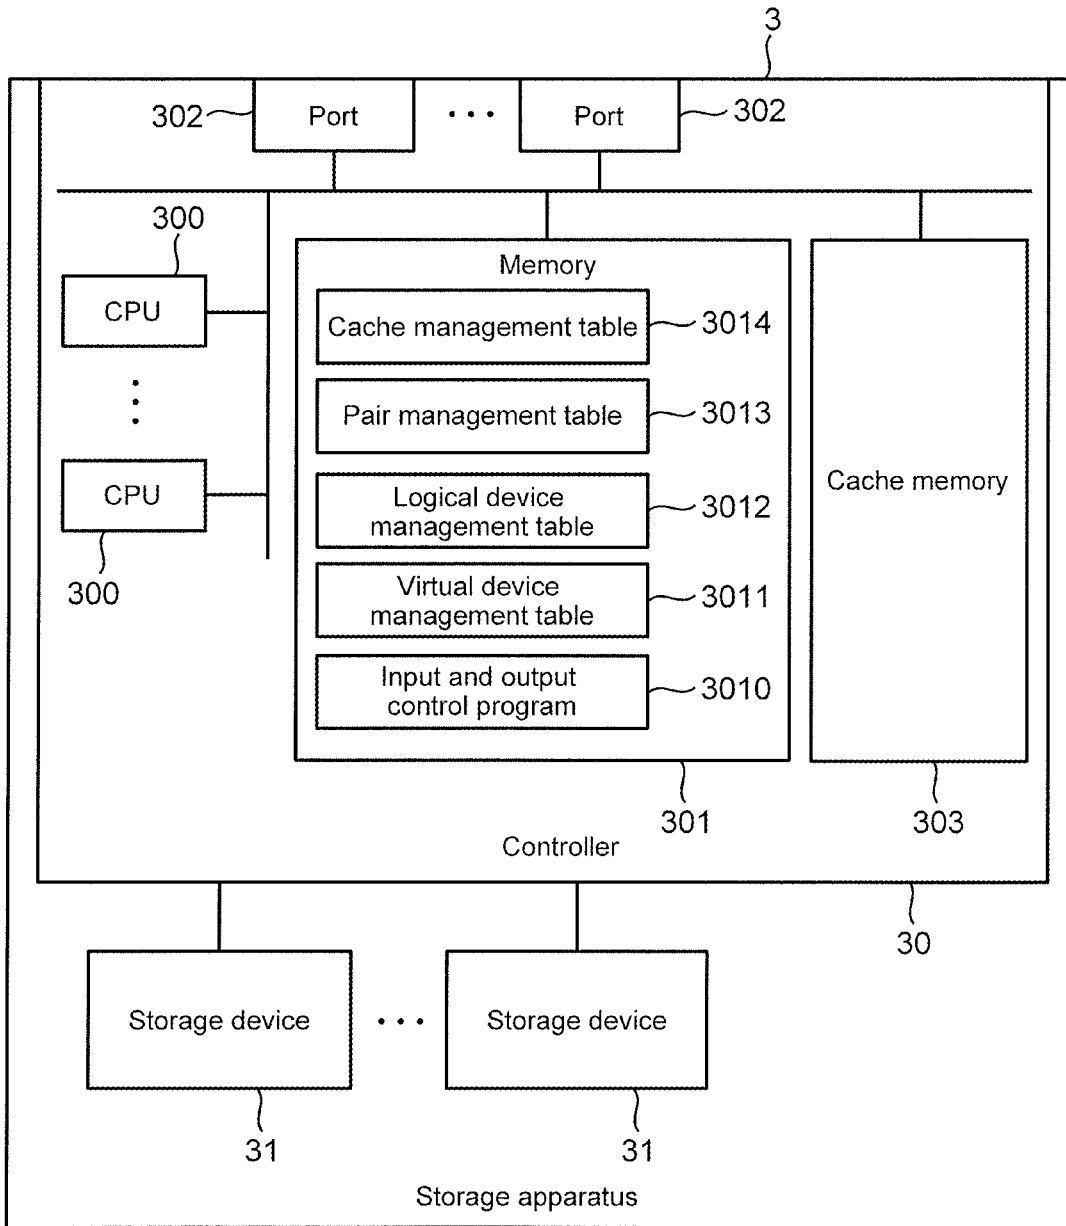 3
302
Port
...
Port
302
300
CPU
CPU
300
Memory
Cache management table
3014
Pair management table
3013
Logical device
management table
3012
Virtual device
management table
3011
Input and output
control program
3010
301
Cache memory
303
Controller
30
Storage device
...
Storage device
31
31
Storage apparatus